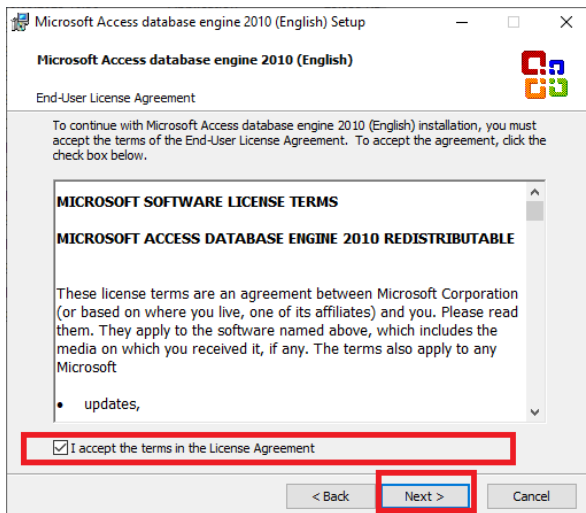 Microsoft Access database engine 2010 (English) Setup
Microsoft Access database engine 2010 (English)
End-User License Agreement
To continue with Microsoft Access database engine 2010 (English) installation, you must
accept the terms of the End-User License Agreement. To accept the agreement, click the
check box below.
MICROSOFT SOFTWARE LICENSE TERMS
MICROSOFT ACCESS DATABASE ENGINE 2010 REDISTRIBUTABLE
These license terms are an agreement between Microsoft Corporation
(or based on where you live, one of its affiliates) and you. Please read
them. They apply to the software named above, which includes the
media on which you received it, if any. The terms also apply to any
Microsoft
• updates,
I accept the terms in the License Agreement
< Back Next > Cancel